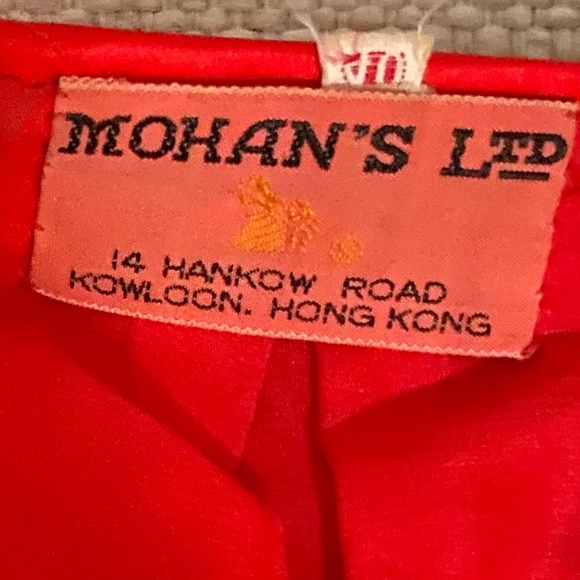 MOHAN'S LTD
14 HANKOW ROAD
KOWLOON. HONG KONG